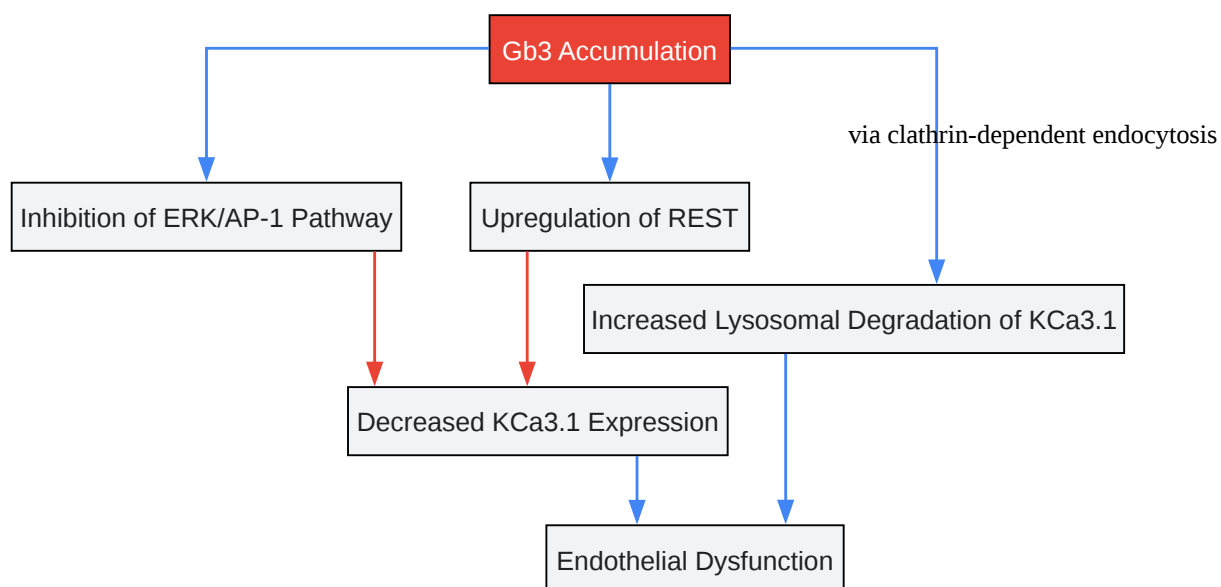 Gb3 Accumulation
via clathrin-dependent endocytosis
Inhibition of ERK/AP-1 Pathway
Upregulation of REST
Increased Lysosomal Degradation of KCa3.1
Decreased KCa3.1 Expression
Endothelial Dysfunction